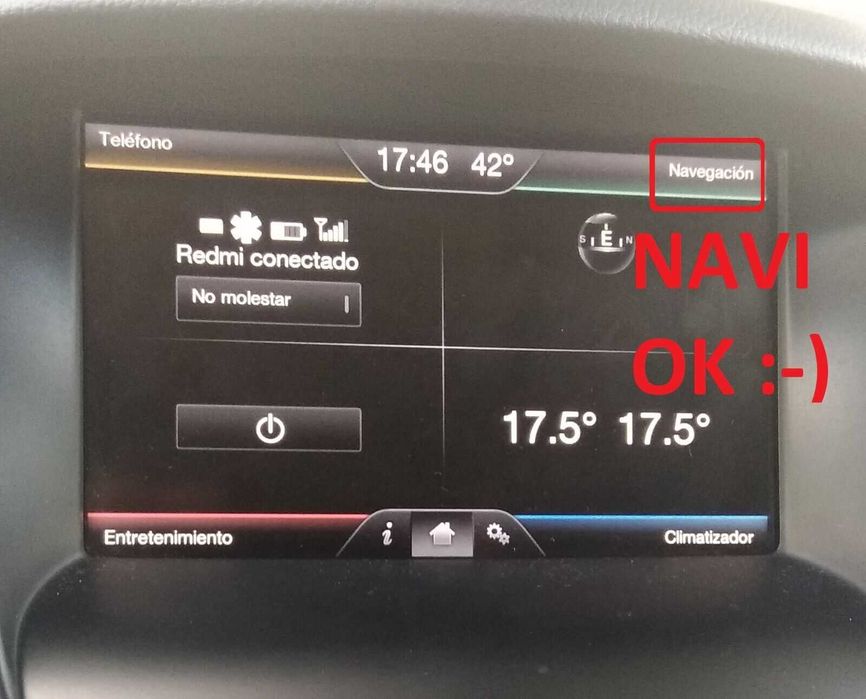 Teléfono
17:46 42°
Navegación
Redmi conectado
S E N
No molestar
NAVI
OK :-)
17.5° 17.5°
Entretenimiento
i
Climatizador